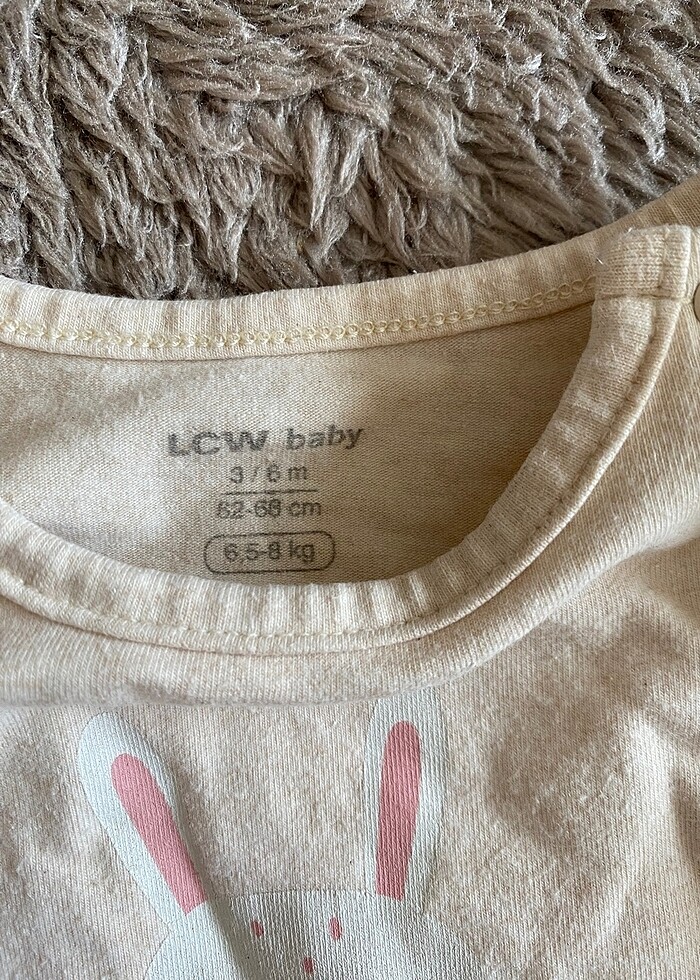 LCW baby
3 / 6 m
62-68 cm
6,5-8 kg